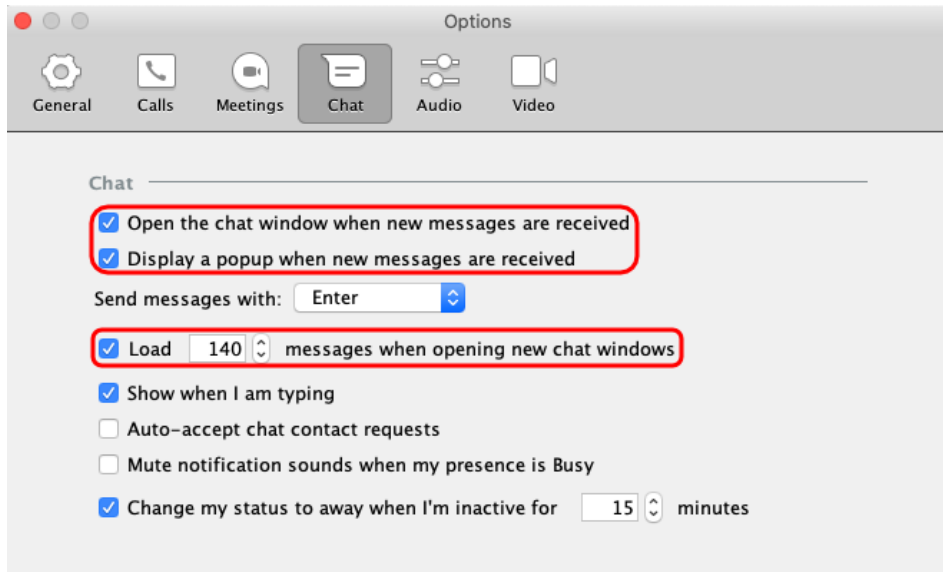 Options
General Calls Meetings Chat Audio Video
Chat
Open the chat window when new messages are received
Display a popup when new messages are received
Send messages with: Enter
Load 140 messages when opening new chat windows
Show when I am typing
Auto-accept chat contact requests
Mute notification sounds when my presence is Busy
Change my status to away when I'm inactive for 15 minutes